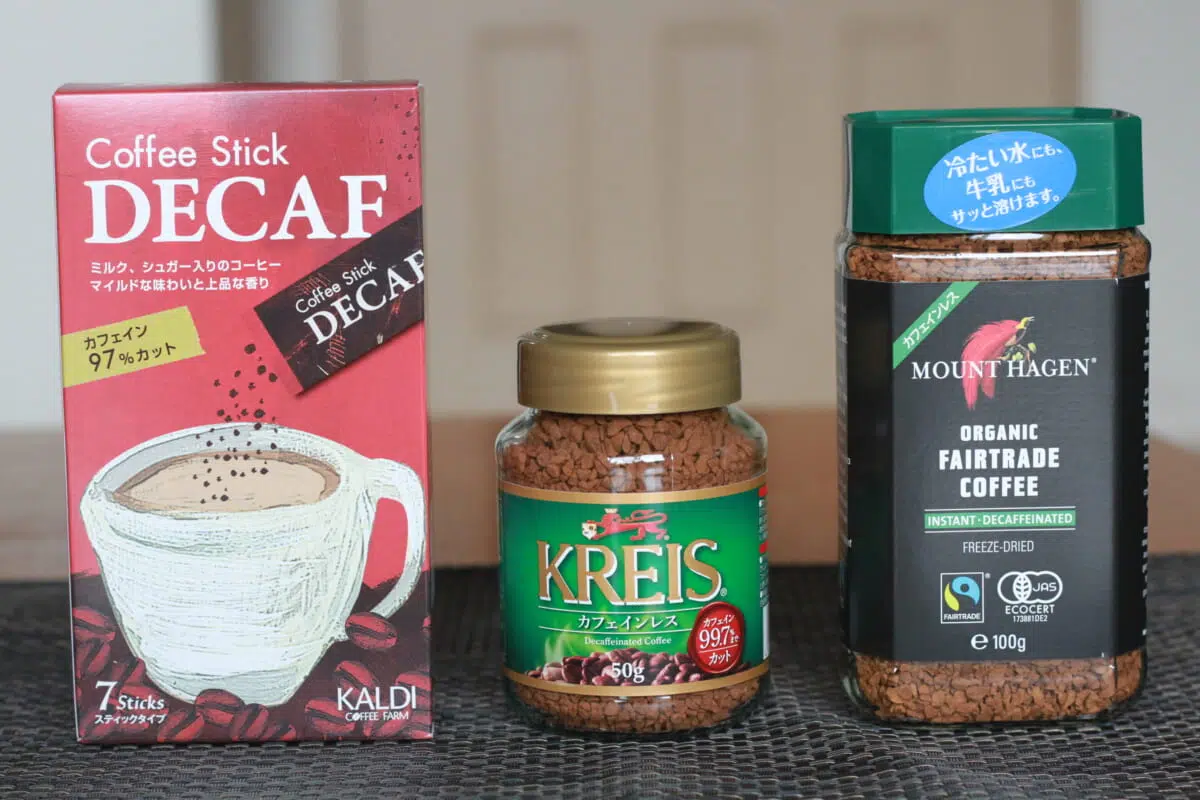 Coffee Stick
DECAF
ミルク、シュガー入りのコーヒー
マイルドな味わいと上品な香り
Coffee Stick
DECAF
カフェイン
97%カット
7 Sticks
スティックタイプ
KALDI
COFFEE FARM
KREIS®
カフェインレス
Decaffeinated Coffee
カフェイン
99.7%まで
カット
50g
冷たい水にも、
牛乳にも
サッと溶けます。
カフェインレス
MOUNT HAGEN®
ORGANIC
FAIRTRADE
COFFEE
INSTANT・DECAFFEINATED
FREEZE-DRIED
FAIRTRADE
®
JAS
ECOCERT
173881DE2
℮ 100g